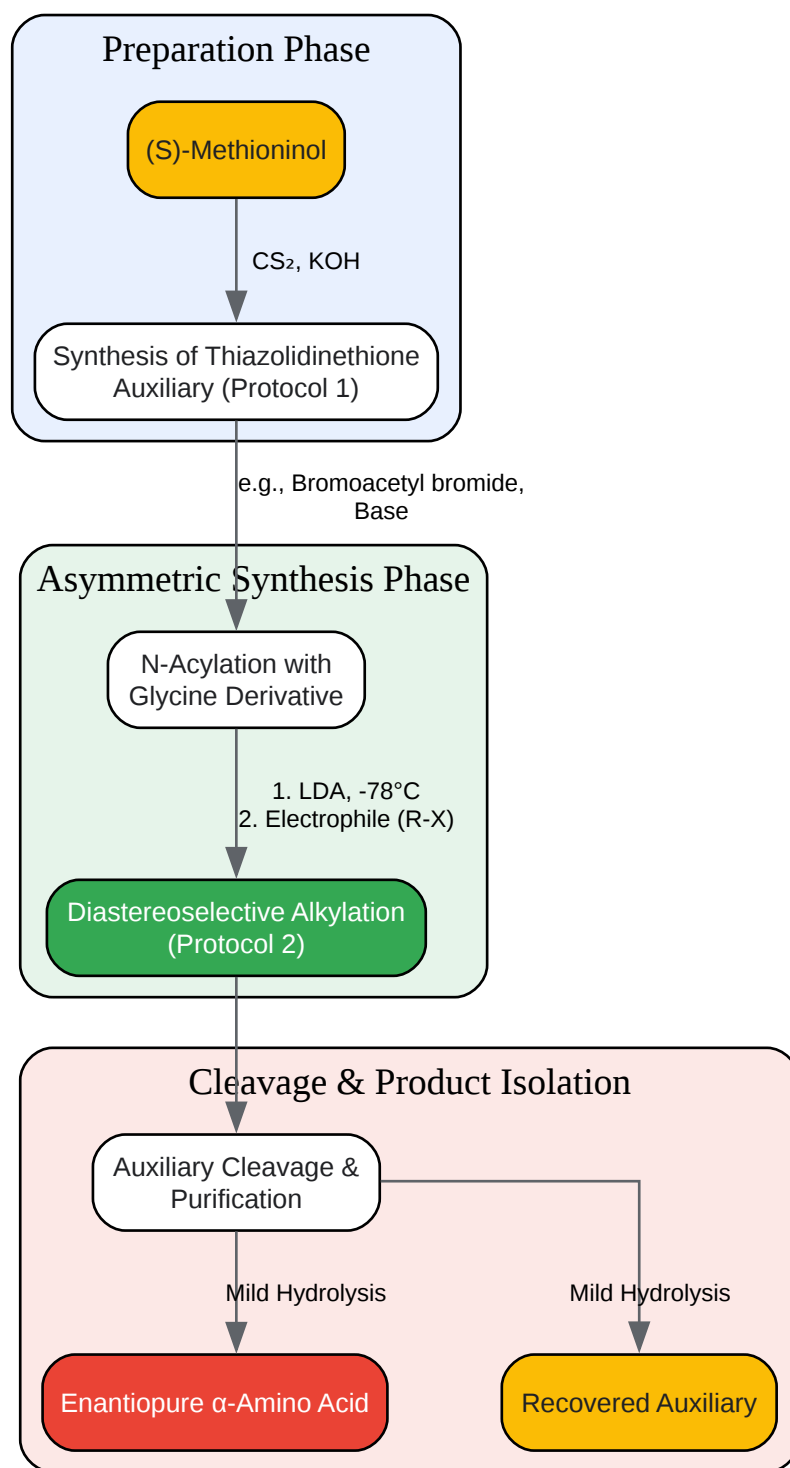 Preparation Phase
(S)-Methioninol
CS₂, KOH
Synthesis of Thiazolidinethione
Auxiliary (Protocol 1)
e.g., Bromoacetyl bromide,
Base
Asymmetric Synthesis Phase
N-Acylation with
Glycine Derivative
1. LDA, -78°C
2. Electrophile (R-X)
Diastereoselective Alkylation
(Protocol 2)
Cleavage & Product Isolation
Auxiliary Cleavage &
Purification
Mild Hydrolysis
Mild Hydrolysis
Enantiopure α-Amino Acid
Recovered Auxiliary